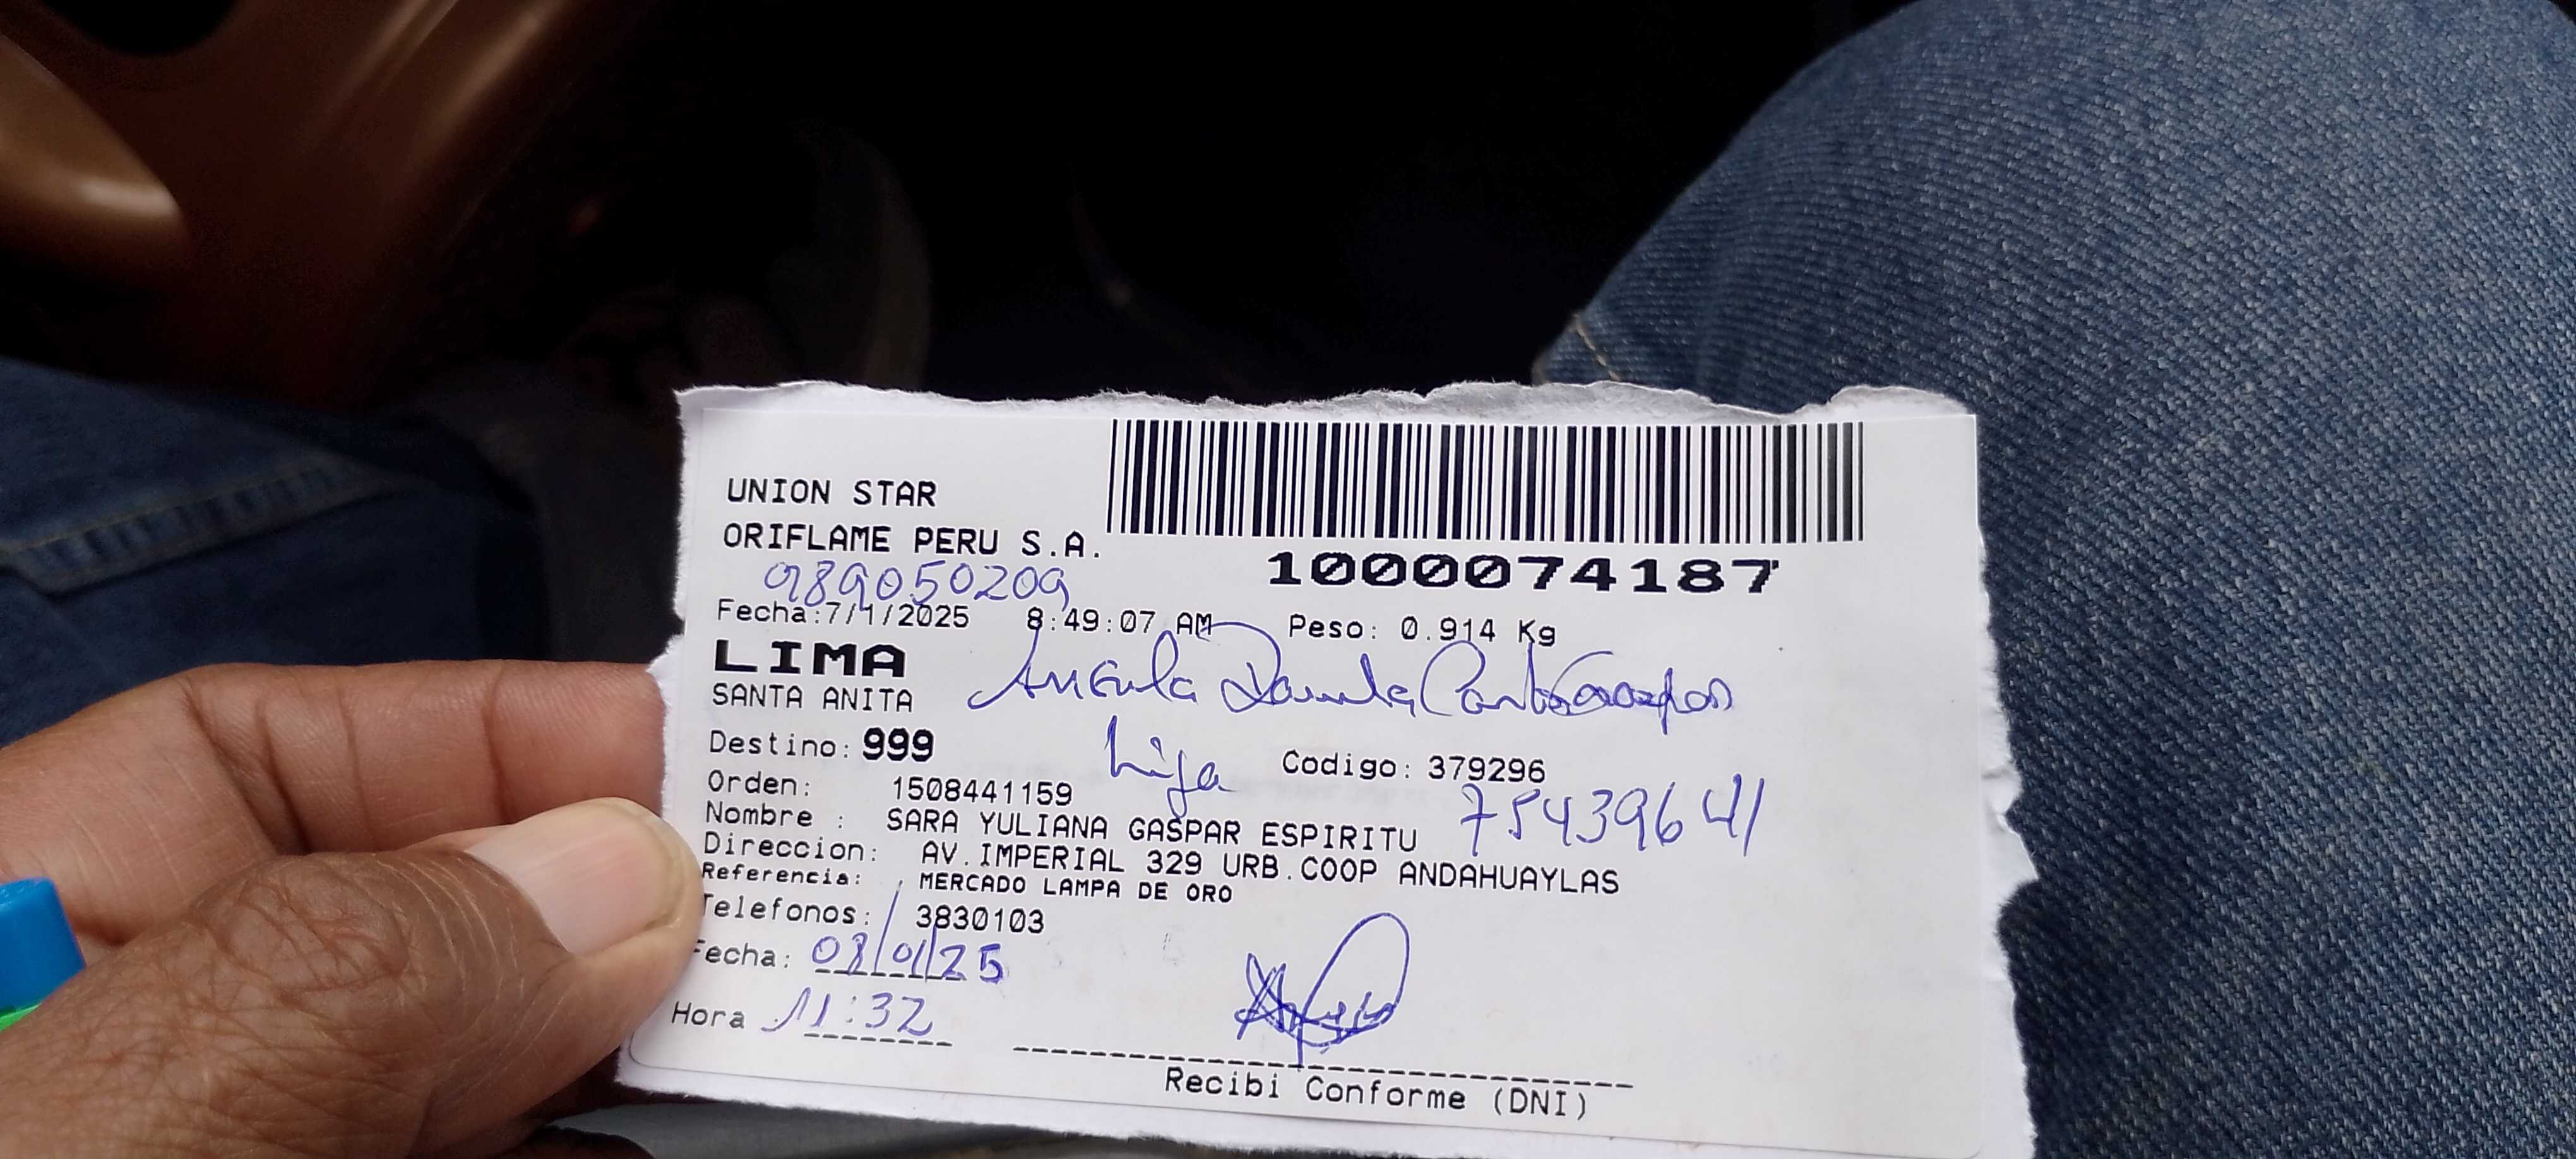 UNION STAR
ORIFLAME PERU S.A.
1000074187
989050209
Fecha:7/1/2025 8:49:07 AM Peso: 0.914 Kg
LIMA
SANTA ANITA
Destino: 999
hija
Codigo: 379296
Orden: 1508441159
75439641
Nombre : SARA YULIANA GASPAR ESPIRITU
Direccion: AV.IMPERIAL 329 URB.COOP ANDAHUAYLAS
Referencia: MERCADO LAMPA DE ORO
Telefonos: 3830103
Fecha: 08/01/25
Hora 11:32
Recibi Conforme (DNI)